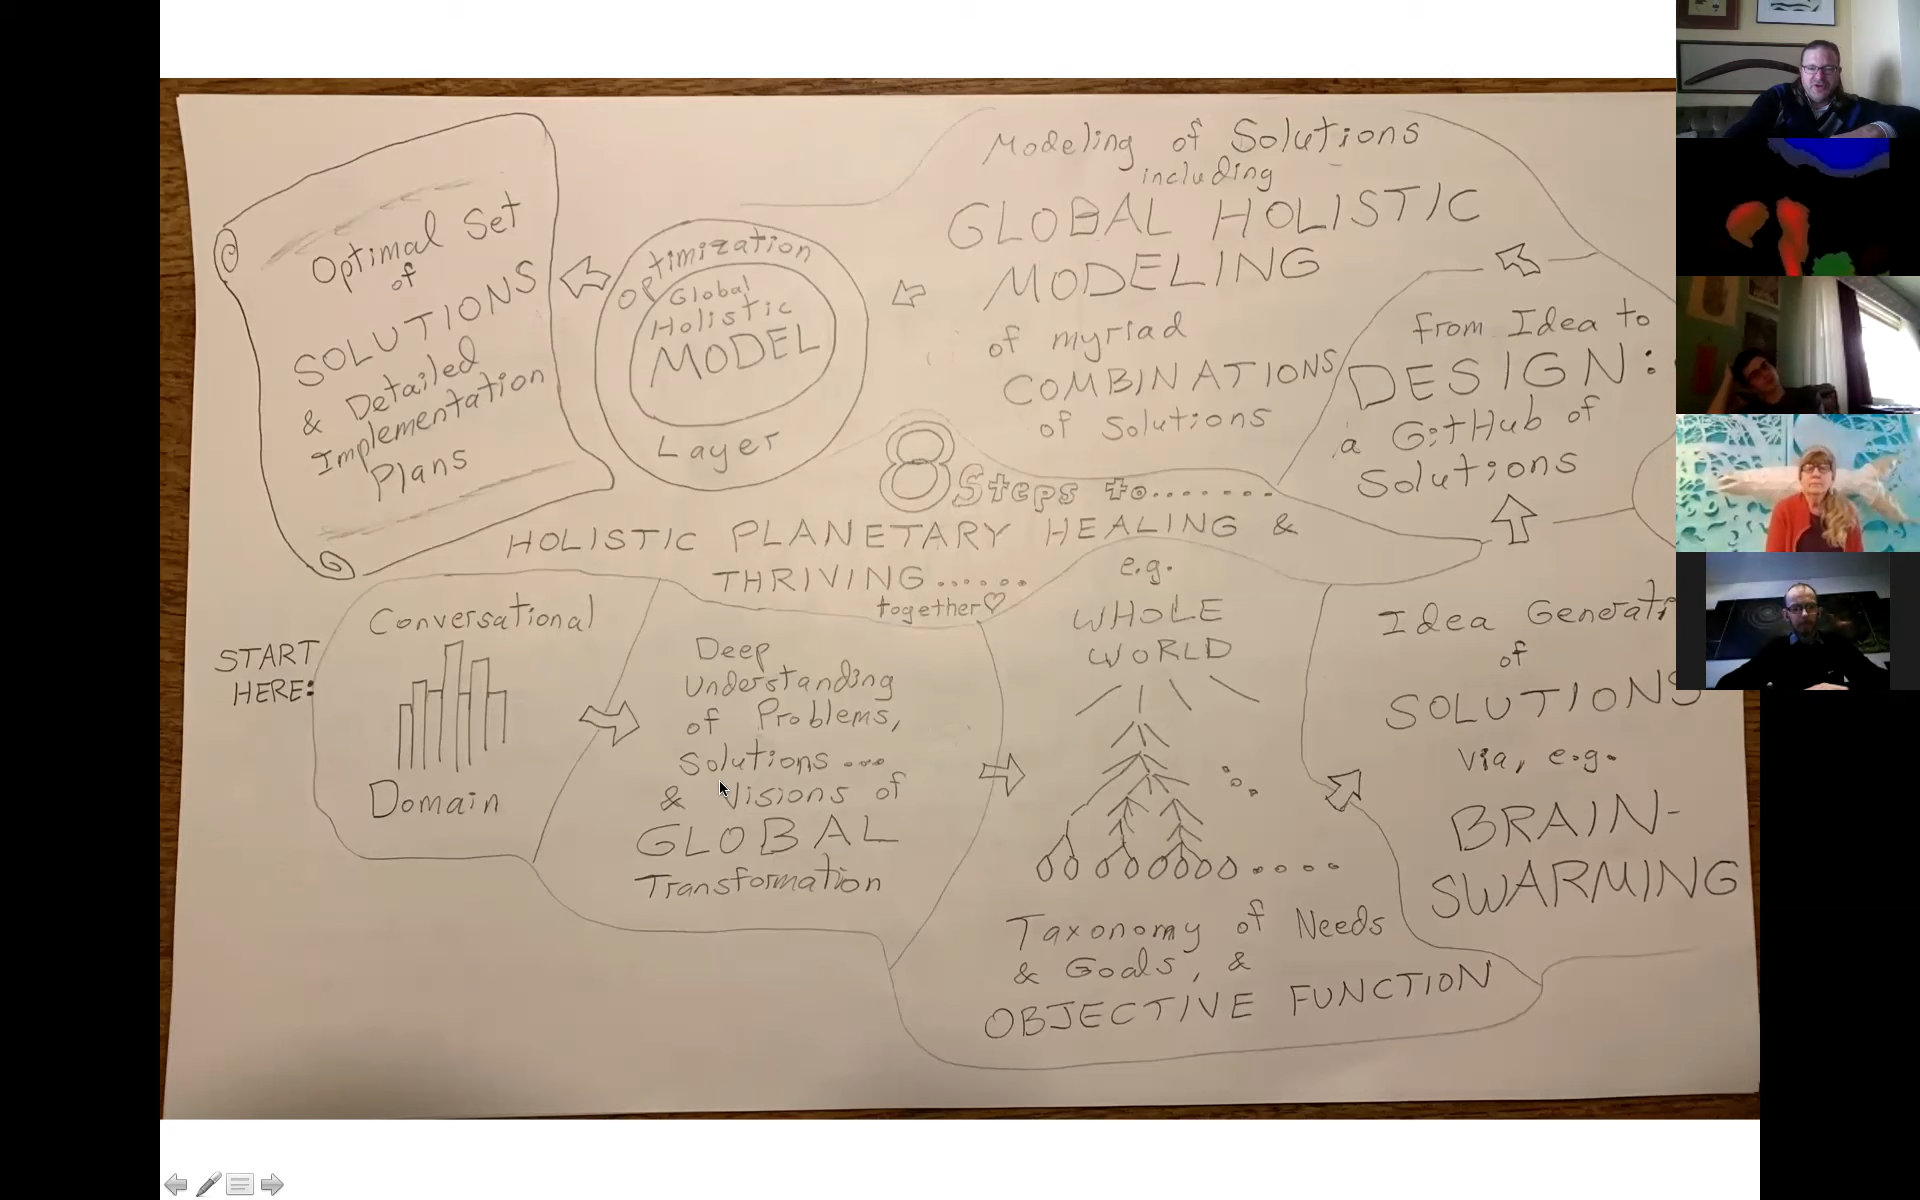 8 Steps to.......
HOLISTIC PLANETARY HEALING &
THRIVING......
together♡
START
HERE:
Conversational
Domain
Deep
Understanding
of Problems,
Solutions ...
& Visions of
GLOBAL
Transformation
e.g.
WHOLE
WORLD
Taxonomy of Needs
& Goals, &
OBJECTIVE FUNCTION
Idea Generati
of
SOLUTIONS
via, e.g.
BRAIN-
SWARMING
from Idea to
DESIGN:
a GitHub of
Solutions
Modeling of Solutions
including
GLOBAL HOLISTIC
MODELING
of myriad
COMBINATIONS
of Solutions
Optimization
Global
Holistic
MODEL
Layer
Optimal Set
of
SOLUTIONS
& Detailed
Implementation
Plans